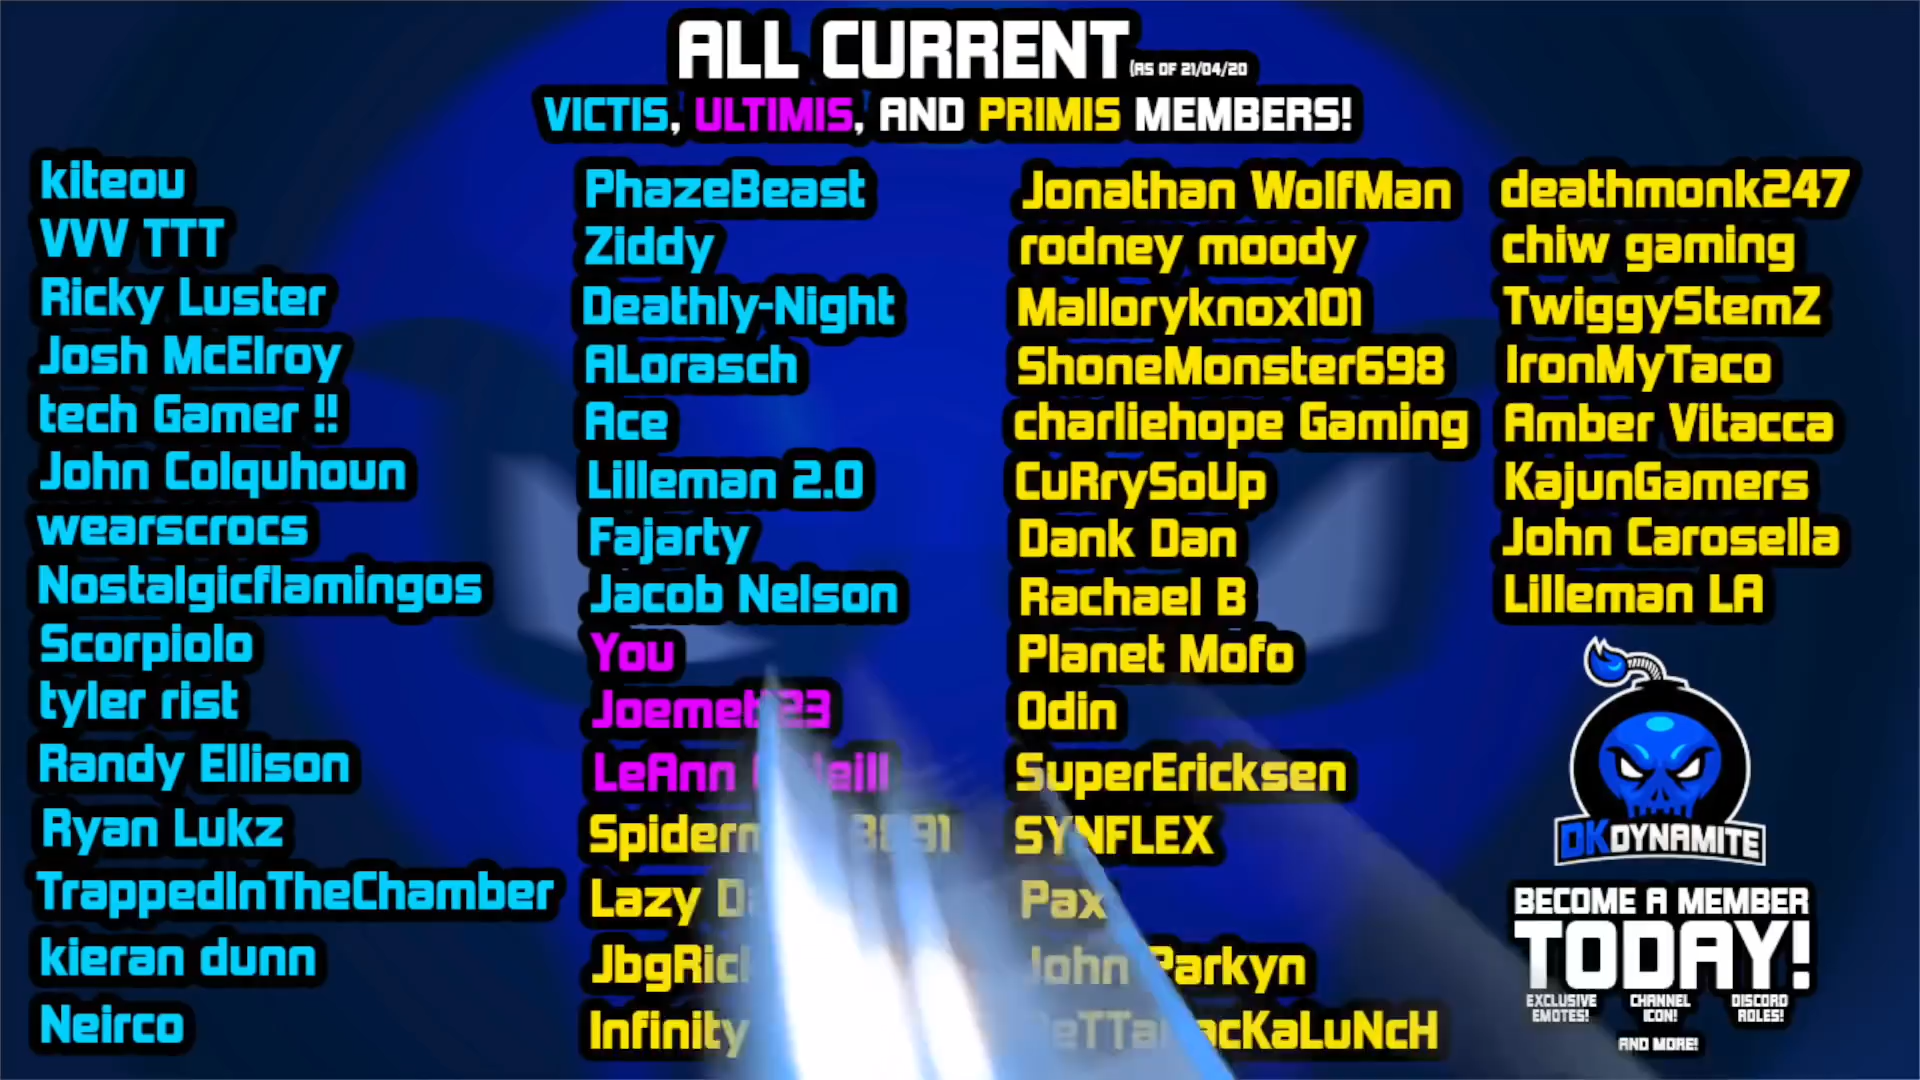 ALL CURRENT (AS OF 21/04/20
VICTIS, ULTIMIS, AND PRIMIS MEMBERS!
kiteou
VVV TTT
Ricky Luster
Josh McElroy
tech Gamer !!
John Colquhoun
wearscrocs
Nostalgicflamingos
Scorpiolo
tyler rist
Randy Ellison
Ryan Lukz
TrappedInTheChamber
kieran dunn
Neirco
PhazeBeast
Ziddy
Deathly-Night
ALorasch
Ace
Lilleman 2.0
Fajarty
Jacob Nelson
You
LeAnn
Lazy
Infinity
Jonathan WolfMan
rodney moody
Malloryknox101
ShoneMonster698
charliehope Gaming
CuRrySoUp
Dank Dan
Rachael B
Planet Mofo
Odin
SuperEricksen
SYNFLEX
Pax
John Parkyn
deathmonk247
chiw gaming
TwiggyStemZ
IronMyTaco
Amber Vitacca
KajunGamers
John Carosella
Lilleman LA
DKDYNAMITE
BECOME A MEMBER
TODAY!
EXCLUSIVE EMOTES!
CHANNEL ICON!
DISCORD ROLES!
AND MORE!